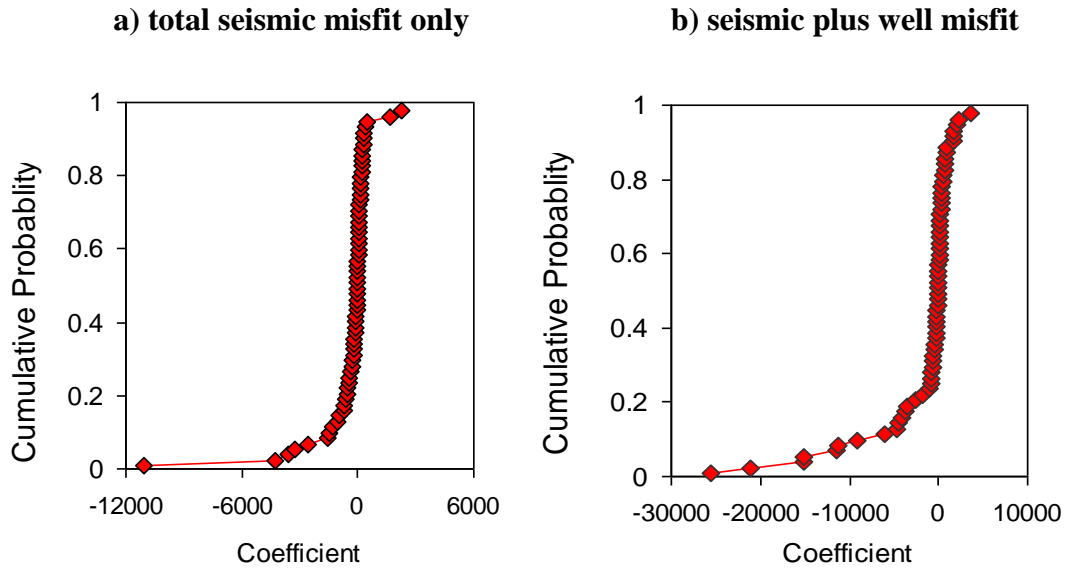 a) total seismic misfit only
b) seismic plus well misfit
Cumulative Probablity
1
0.8
0.6
0.4
0.2
0
-12000 -6000 0 6000
Coefficient
Cumulative Probablity
1
0.8
0.6
0.4
0.2
0
-30000 -20000 -10000 0 10000
Coefficient